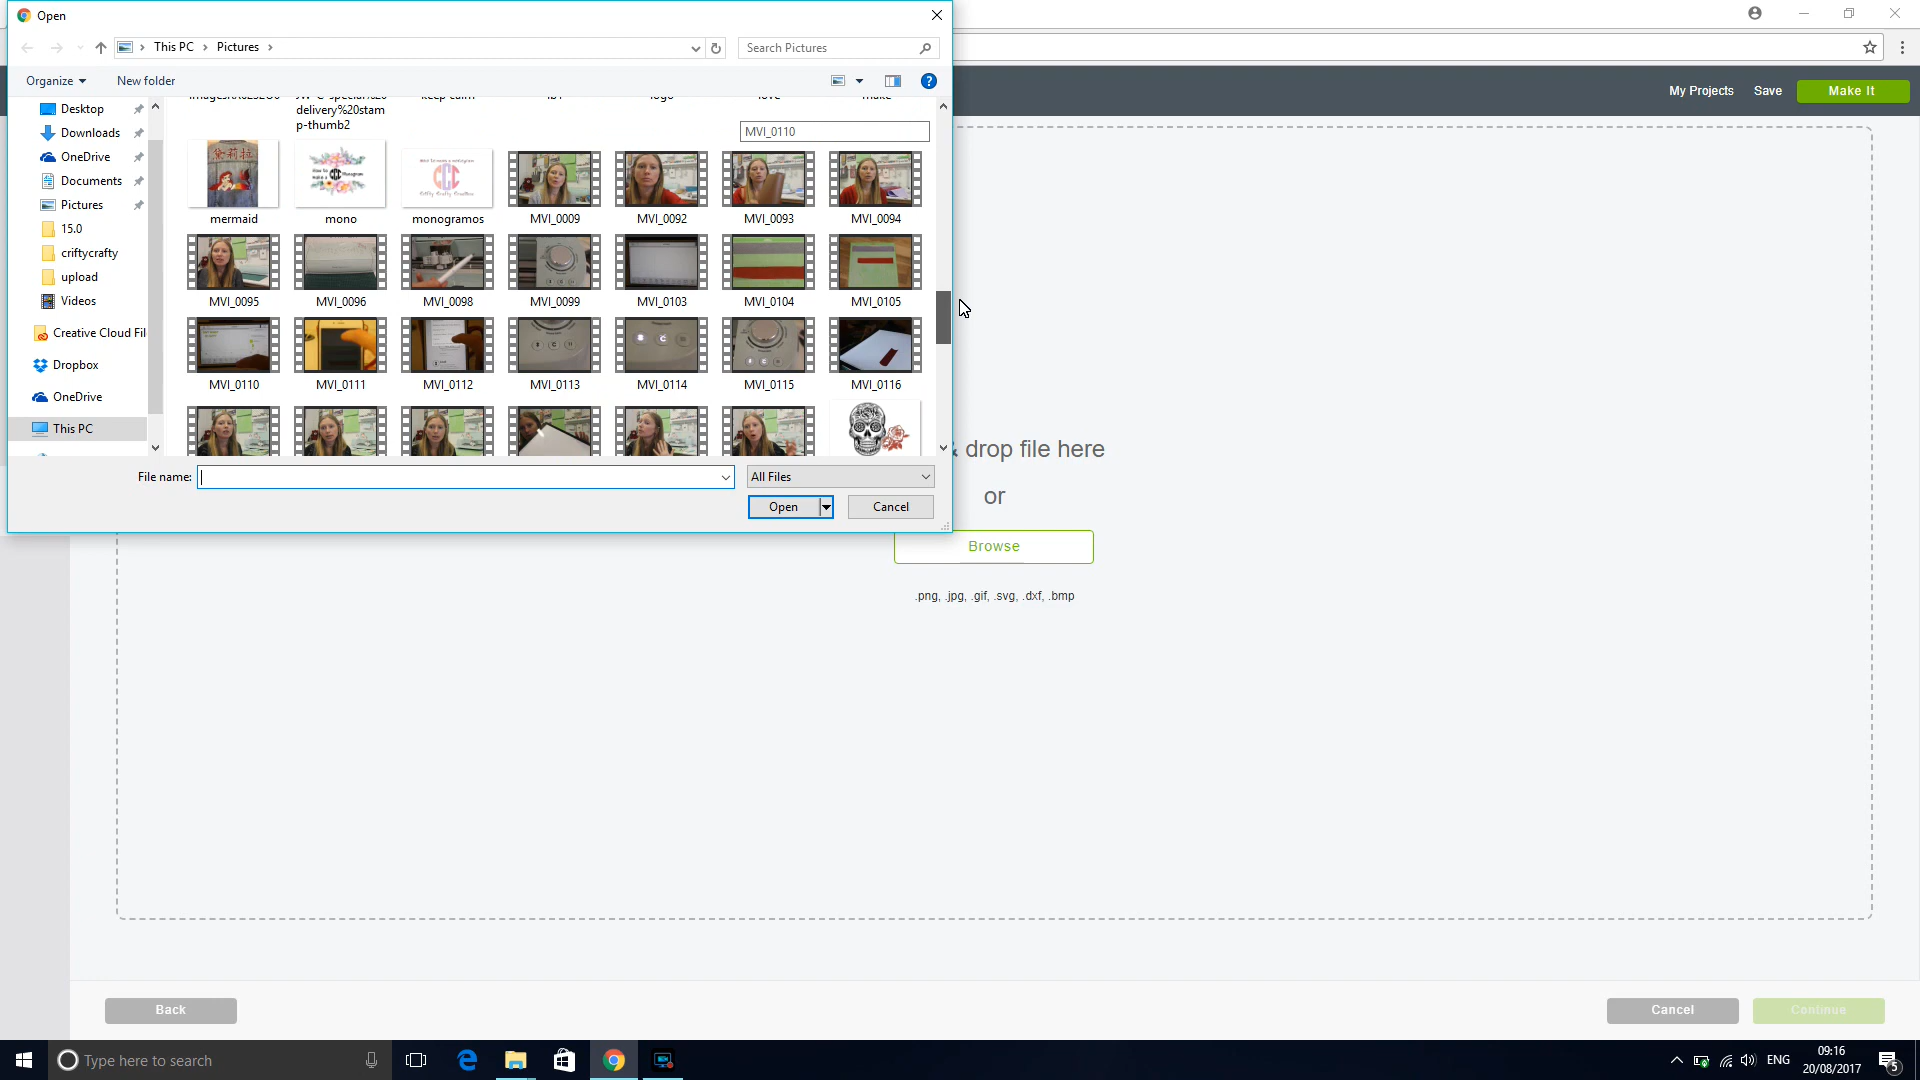 Open
This PC
Pictures
Search Pictures
Organize
New folder
My Projects
Save
Make It
Desktop
Downloads
OneDrive
Documents
Pictures
15.0
criftycrafty
upload
Videos
Creative Cloud Fil
Dropbox
OneDrive
This PC
delivery%20stam
p-thumb2
MVI_0110
mermaid
mono
monogramos
MVI_0009
MVI_0092
MVI_0093
MVI_0094
MVI_0095
MVI_0096
MVI_0098
MVI_0099
MVI_0103
MVI_0104
MVI_0105
MVI_0110
MVI_0111
MVI_0112
MVI_0113
MVI_0114
MVI_0115
MVI_0116
File name:
All Files
Open
Cancel
drop file here
or
Browse
.png, .jpg, .gif, .svg, .dxf, .bmp
Back
Cancel
Continue
Type here to search
ENG
09:16
20/08/2017
5